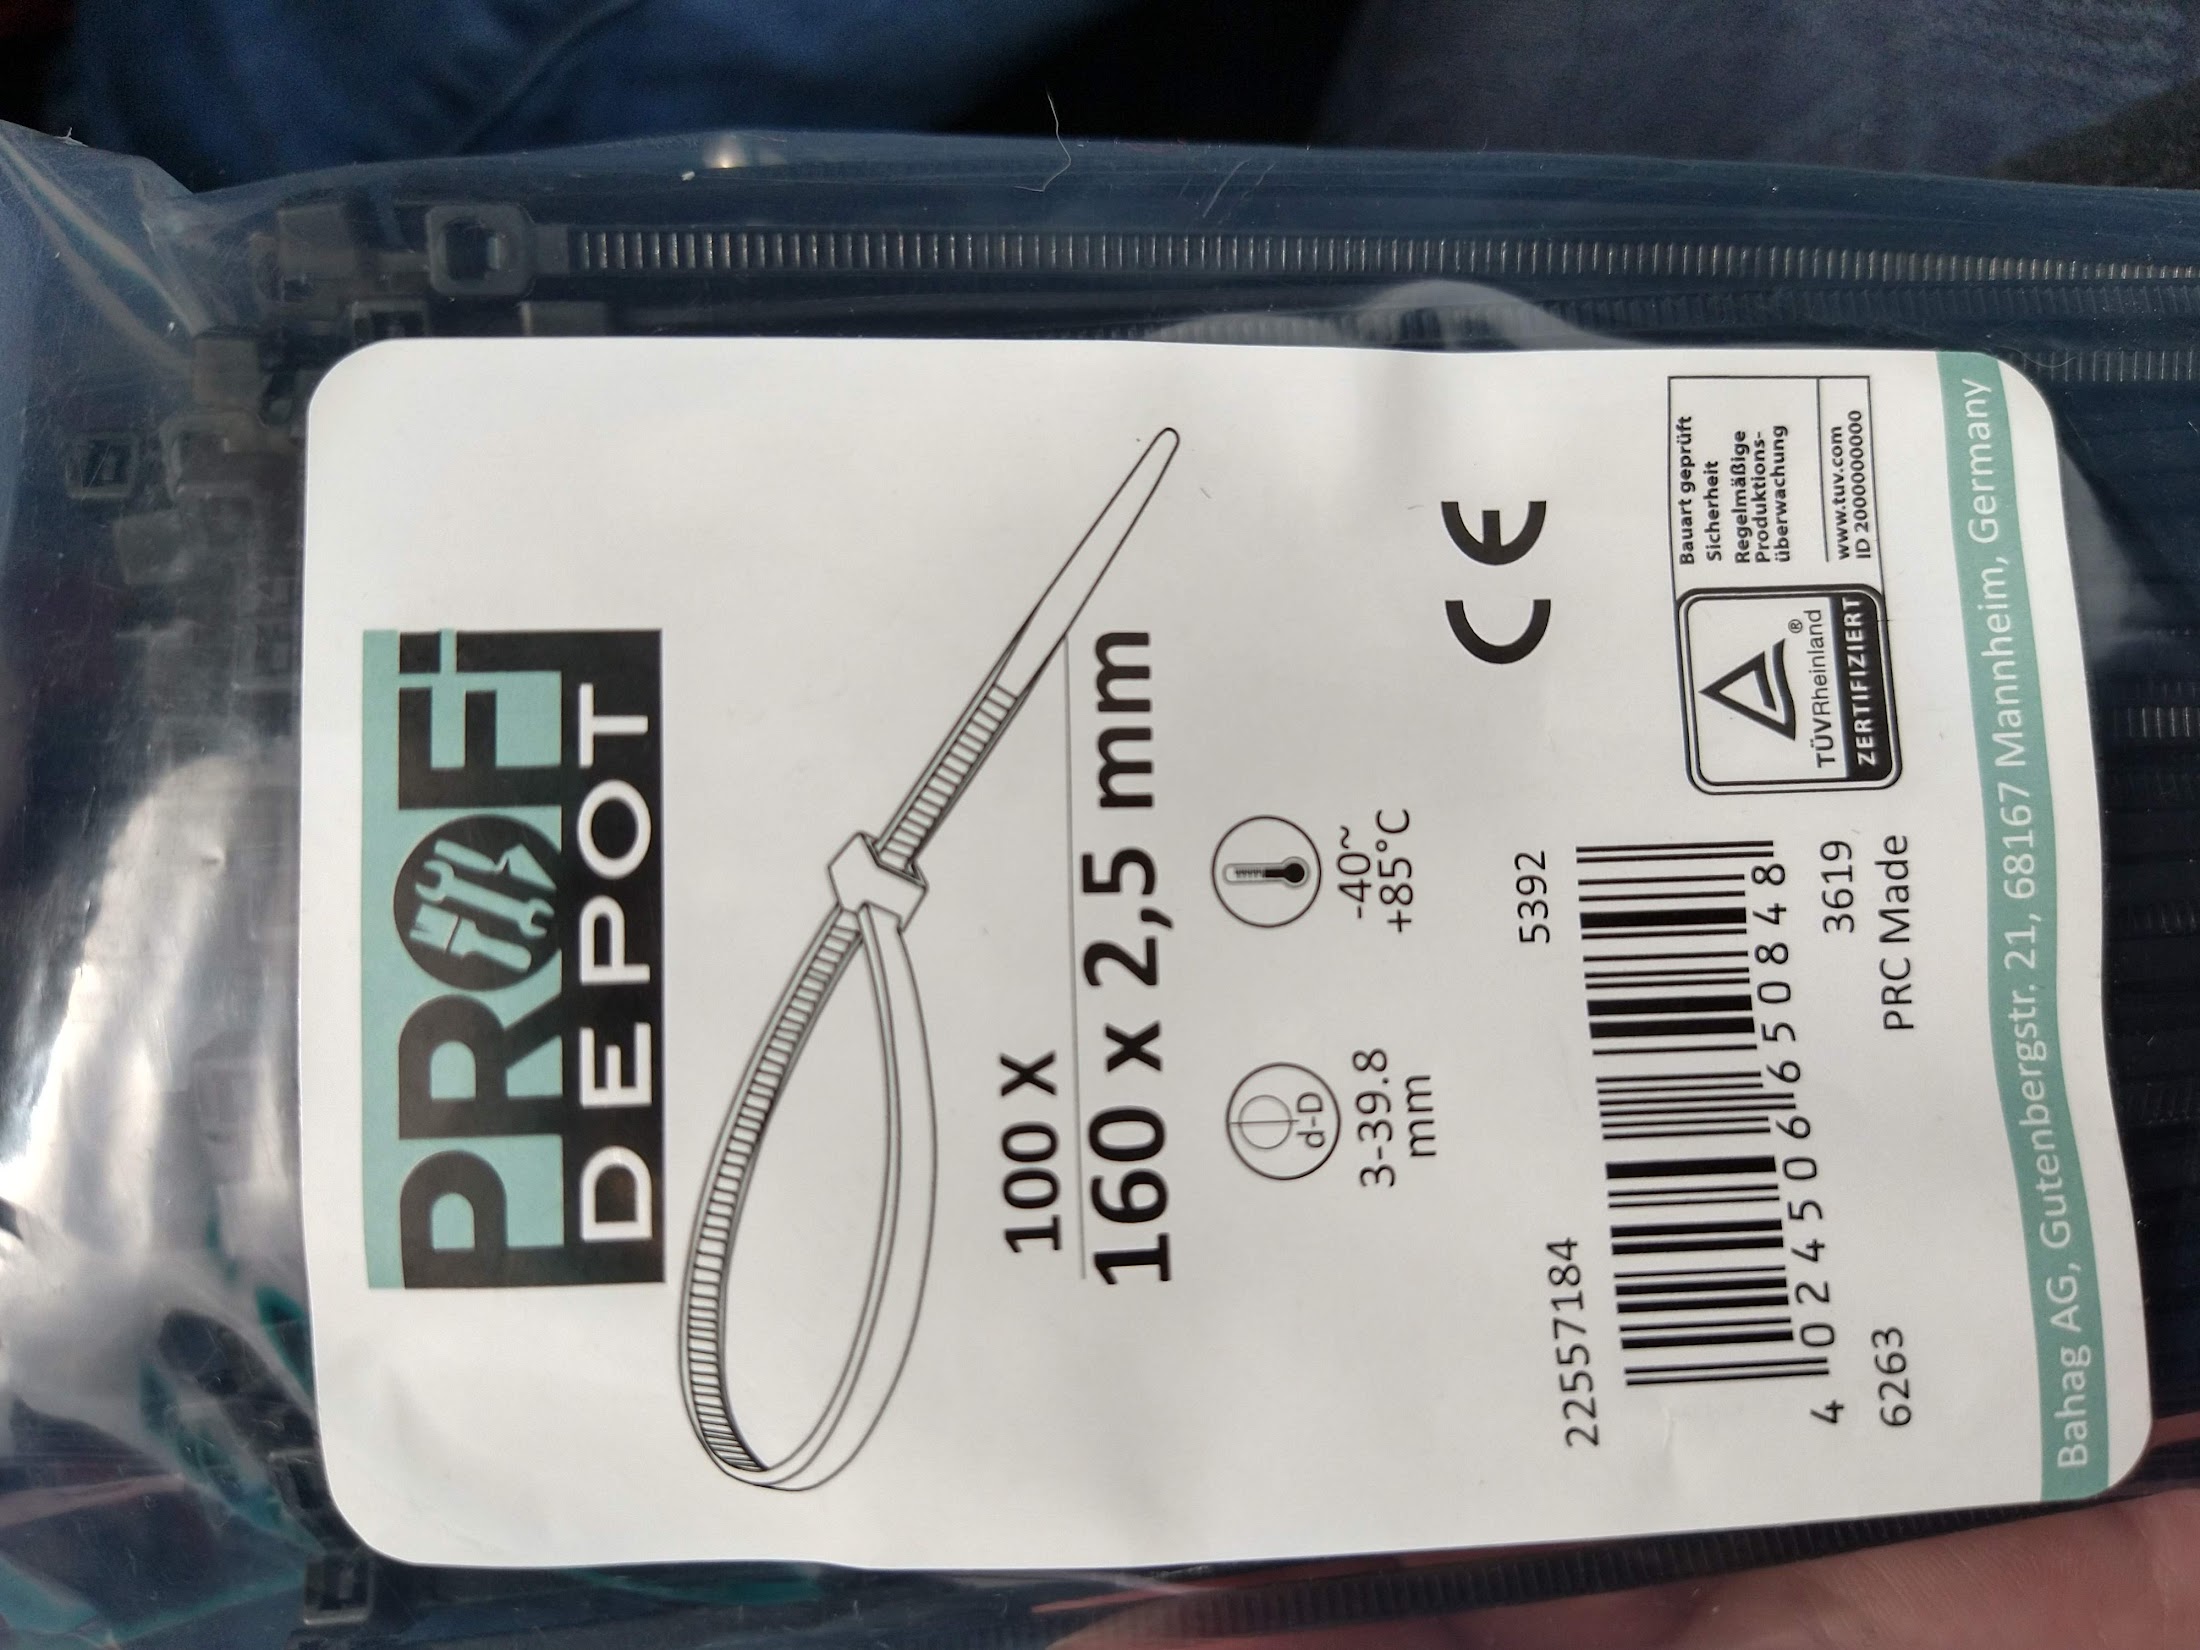 PROFI
DEPOT
100 X
160 x 2,5 mm
d-D
3-39.8
mm
-40~
+85°C
CE
22557184
5392
4 024506 650848
6263
3619
PRC Made
TÜVRheinland
®
ZERTIFIZIERT
Bauart geprüft
Sicherheit
Regelmäßige
Produktions-
überwachung
www.tuv.com
ID 2000000000
Bahag AG, Gutenbergstr. 21, 68167 Mannheim, Germany